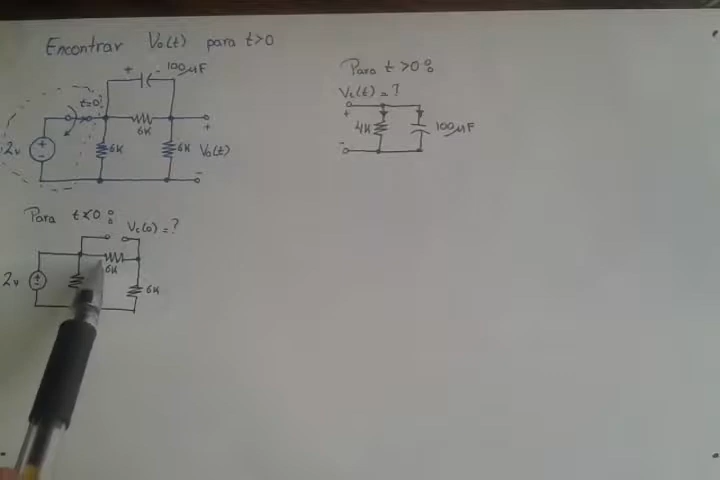 Encontrar Vo(t) para t>0
+ - 100μF
t=0
6K
+
2v
6K
6K Vo(t)
-
Para t<0:
Vc(0) = ?
6K
2v
6K
Para t>0:
Vc(t) = ?
+
4K
100μF
-